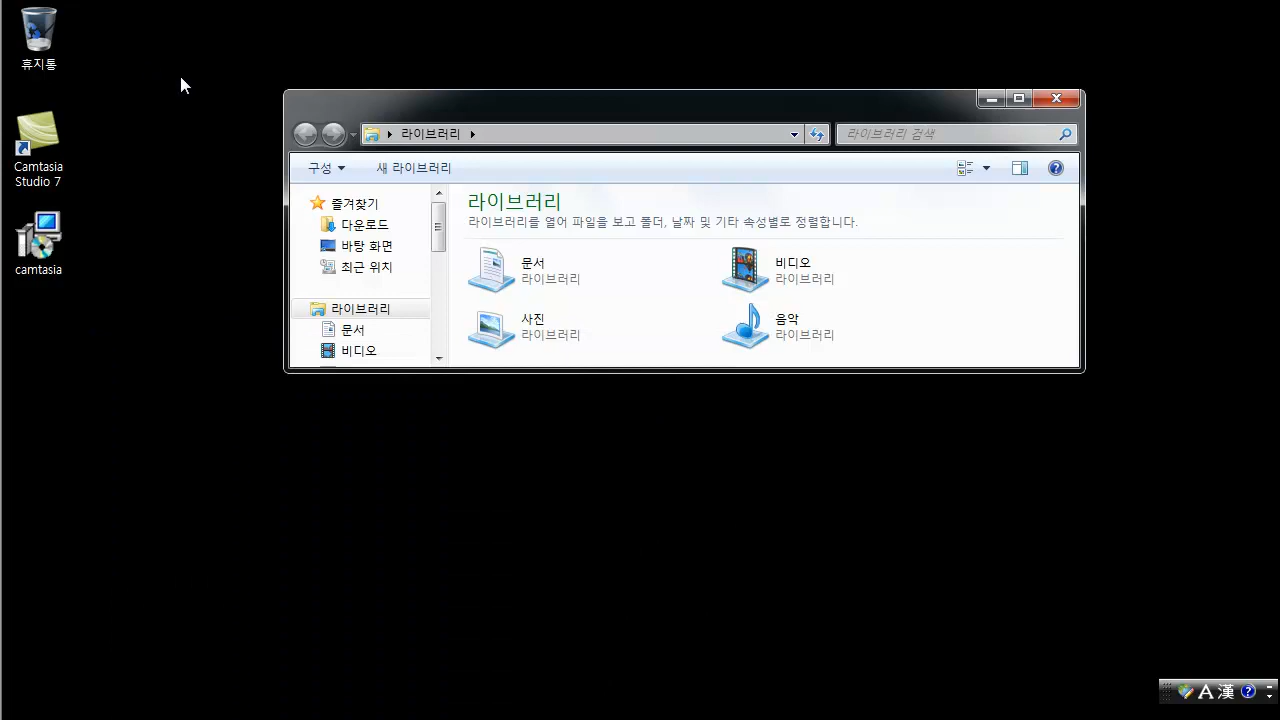 휴지통
Camtasia
Studio 7
camtasia
라이브러리
라이브러리 검색
구성
새 라이브러리
즐겨찾기
다운로드
바탕 화면
최근 위치
라이브러리
문서
비디오
라이브러리
라이브러리를 열어 파일을 보고 폴더, 날짜 및 기타 속성별로 정렬합니다.
문서
라이브러리
비디오
라이브러리
사진
라이브러리
음악
라이브러리
A 漢